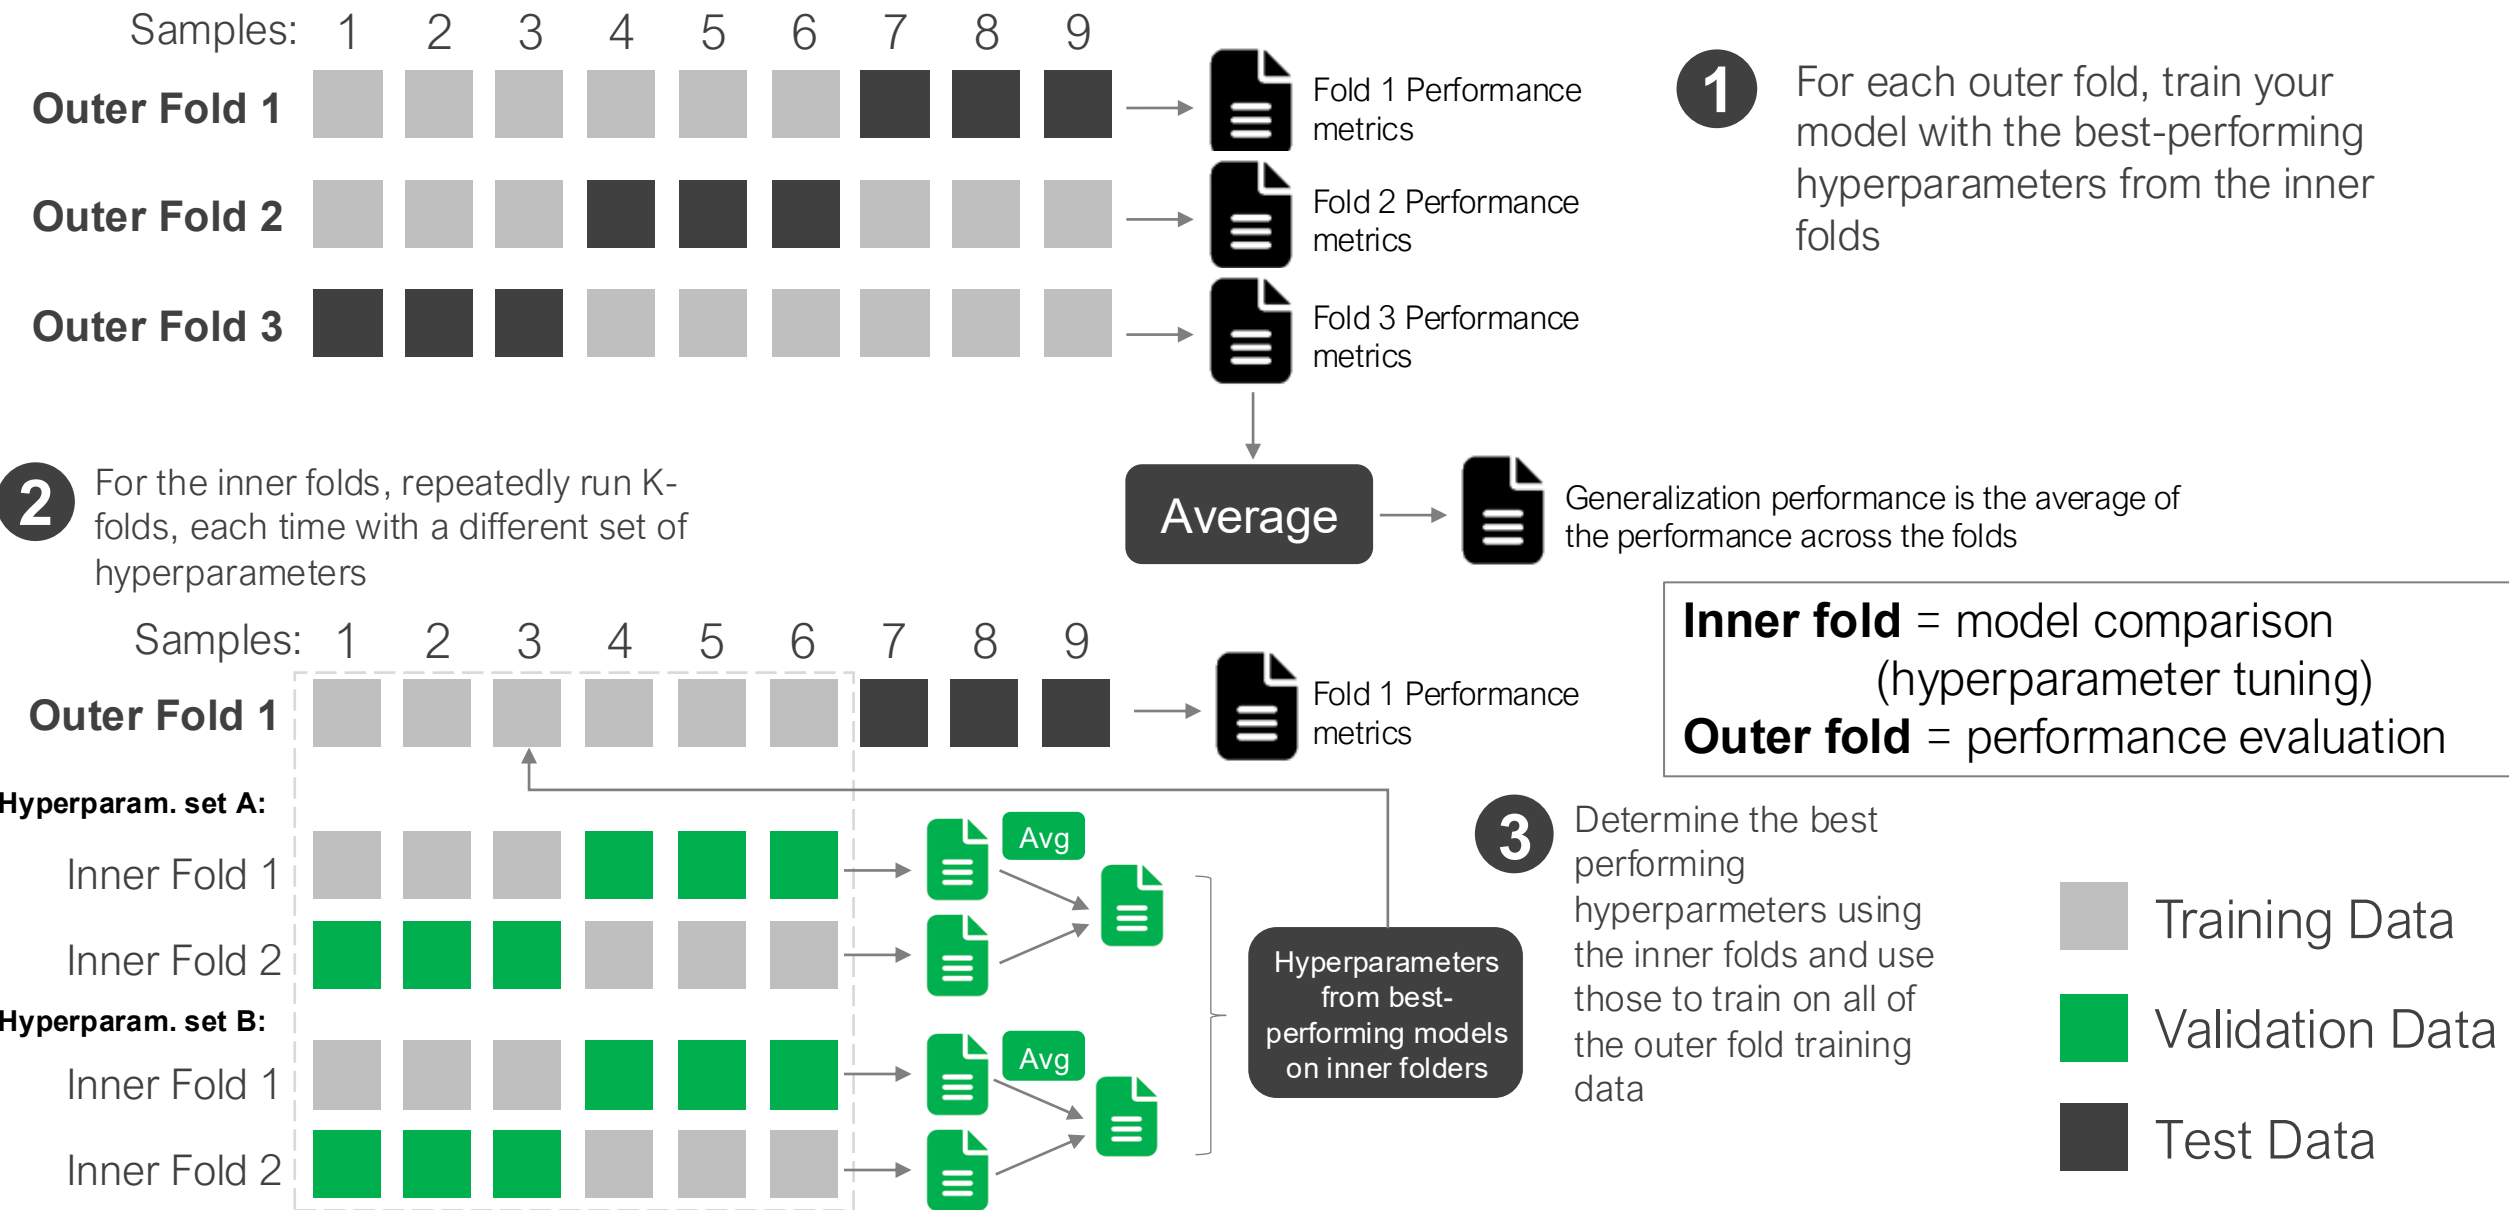 Samples: 1 2 3 4 5 6 7 8 9
Outer Fold 1
Fold 1 Performance
metrics
Outer Fold 2
Fold 2 Performance
metrics
Outer Fold 3
Fold 3 Performance
metrics
1
For each outer fold, train your
model with the best-performing
hyperparameters from the inner
folds
Average
Generalization performance is the average of
the performance across the folds
2
For the inner folds, repeatedly run K-
folds, each time with a different set of
hyperparameters
Samples: 1 2 3 4 5 6 7 8 9
Outer Fold 1
Fold 1 Performance
metrics
Inner fold = model comparison
(hyperparameter tuning)
Outer fold = performance evaluation
Hyperparam. set A:
Inner Fold 1
Avg
Inner Fold 2
Hyperparam. set B:
Inner Fold 1
Avg
Inner Fold 2
Hyperparameters
from best-
performing models
on inner folders
3
Determine the best
performing
hyperparmeters using
the inner folds and use
those to train on all of
the outer fold training
data
Training Data
Validation Data
Test Data